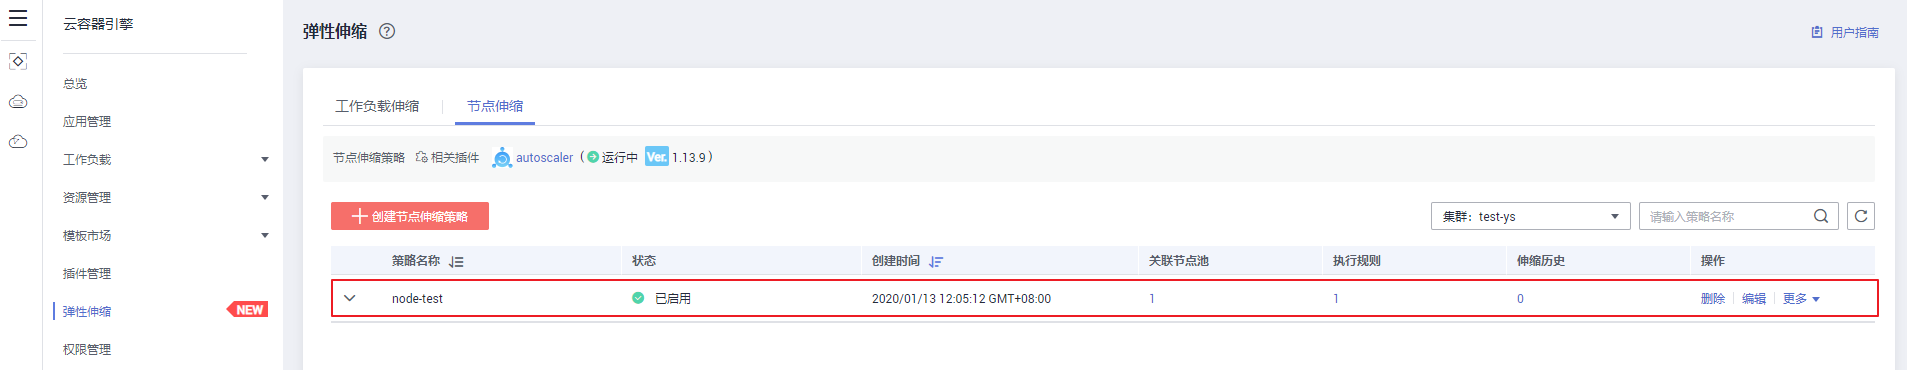 云容器引擎
总览
应用管理
工作负载
资源管理
模板市场
插件管理
弹性伸缩 NEW
权限管理
弹性伸缩 ?
用户指南
工作负载伸缩 节点伸缩
节点伸缩策略 相关插件 autoscaler ( 运行中 Ver. 1.13.9 )
创建节点伸缩策略 集群: test-ys 请输入策略名称
策略名称 状态 创建时间 关联节点池 执行规则 伸缩历史 操作
node-test 已启用 2020/01/13 12:05:12 GMT+08:00 1 1 0 删除 编辑 更多